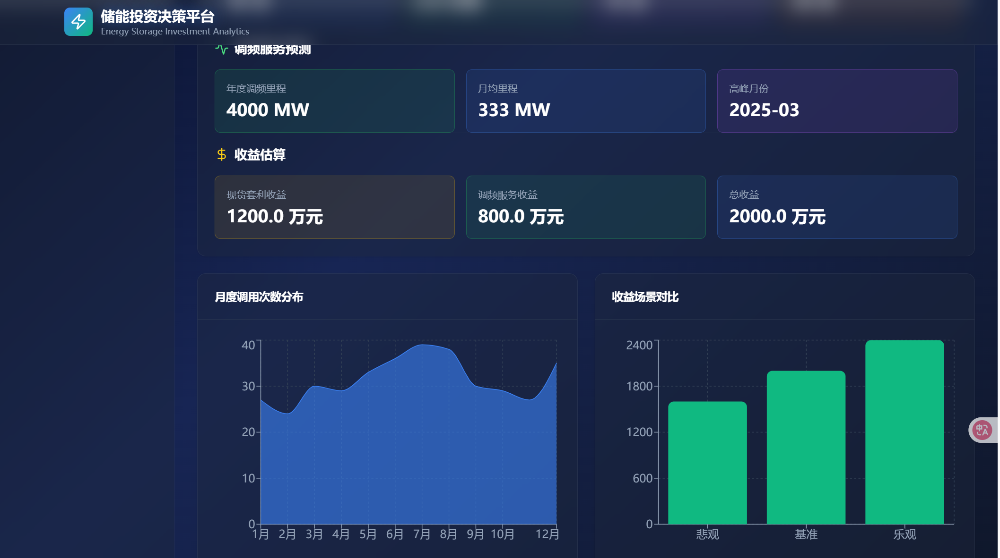 储能投资决策平台
Energy Storage Investment Analytics
调频服务预测
年度调频里程
4000 MW
月均里程
333 MW
高峰月份
2025-03
收益估算
现货套利收益
1200.0 万元
调频服务收益
800.0 万元
总收益
2000.0 万元
月度调用次数分布
40
30
20
10
0
1月 2月 3月 4月 5月 6月 7月 8月 9月 10月 12月
收益场景对比
2400
1800
1200
600
0
悲观 基准 乐观
中A